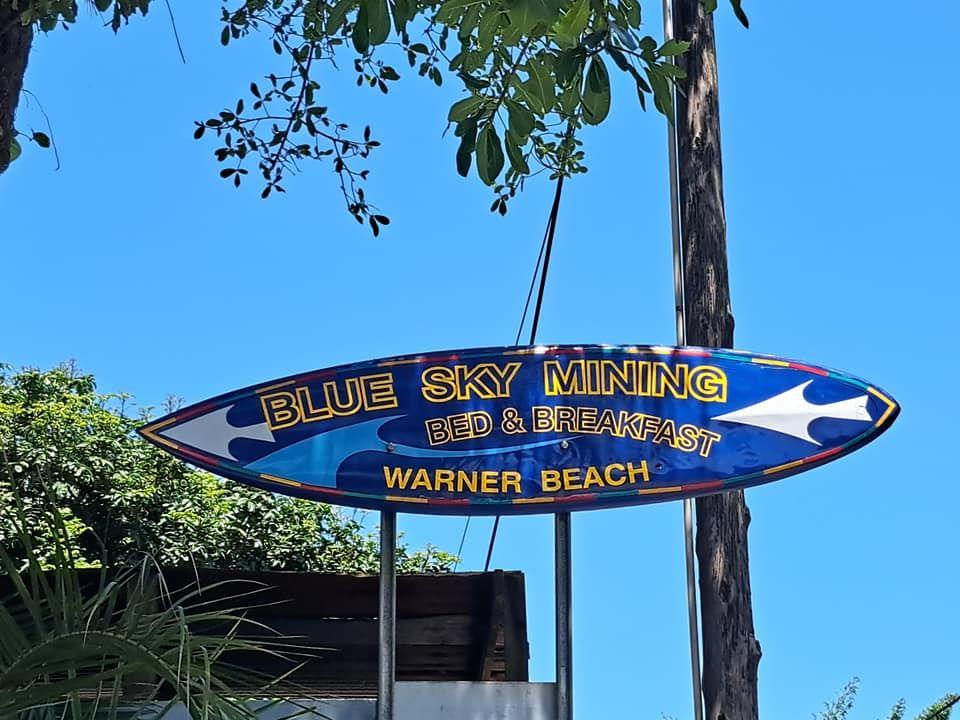 BLUE SKY MINING
BED & BREAKFAST
WARNER BEACH